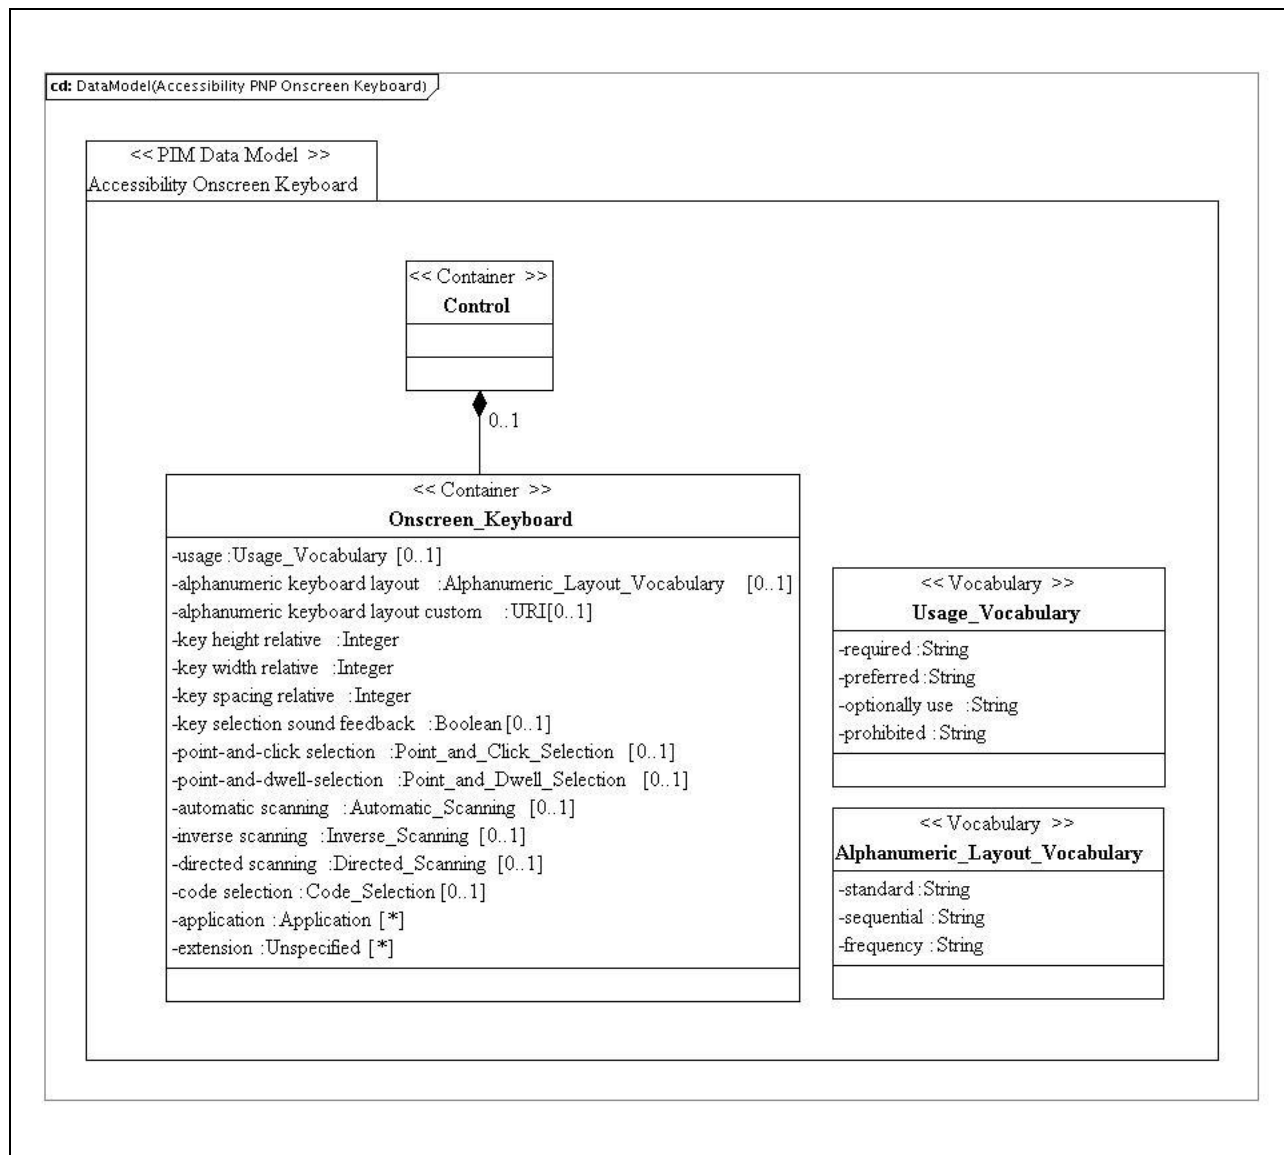 cd: DataModel(Accessibility PNP Onscreen Keyboard)
<< PIM Data Model >>
Accessibility Onscreen Keyboard
<< Container >>
Control
0..1
<< Container >>
Onscreen_Keyboard
-usage :Usage_Vocabulary [0..1]
-alphanumeric keyboard layout :Alphanumeric_Layout_Vocabulary [0..1]
-alphanumeric keyboard layout custom :URI[0..1]
-key height relative :Integer
-key width relative :Integer
-key spacing relative :Integer
-key selection sound feedback :Boolean [0..1]
-point-and-click selection :Point_and_Click_Selection [0..1]
-point-and-dwell-selection :Point_and_Dwell_Selection [0..1]
-automatic scanning :Automatic_Scanning [0..1]
-inverse scanning :Inverse_Scanning [0..1]
-directed scanning :Directed_Scanning [0..1]
-code selection :Code_Selection [0..1]
-application :Application [*]
-extension :Unspecified [*]
<< Vocabulary >>
Usage_Vocabulary
-required :String
-preferred :String
-optionally use :String
-prohibited :String
<< Vocabulary >>
Alphanumeric_Layout_Vocabulary
-standard :String
-sequential :String
-frequency :String